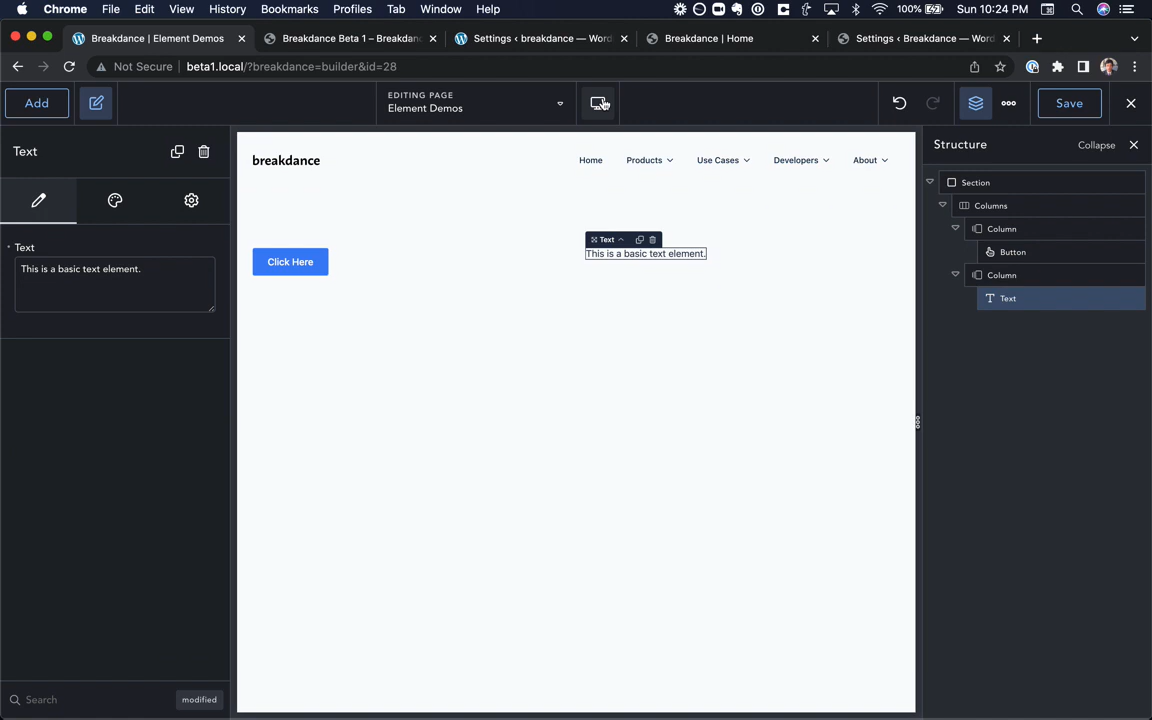 Chrome File Edit View History Bookmarks Profiles Tab Window Help 100% Sun 10:24 PM
Breakdance | Element Demos Breakdance Beta 1 – Breakdan Settings ‹ breakdance — Word Breakdance | Home Settings ‹ Breakdance — Word
Not Secure | beta1.local/?breakdance=builder&id=28
Add
EDITING PAGE
Element Demos
Save
Text
* Text
This is a basic text element.
Search
modified
breakdance
Home Products Use Cases Developers About
Click Here
Text
This is a basic text element.
Structure
Collapse
Section
Columns
Column
Button
Column
Text